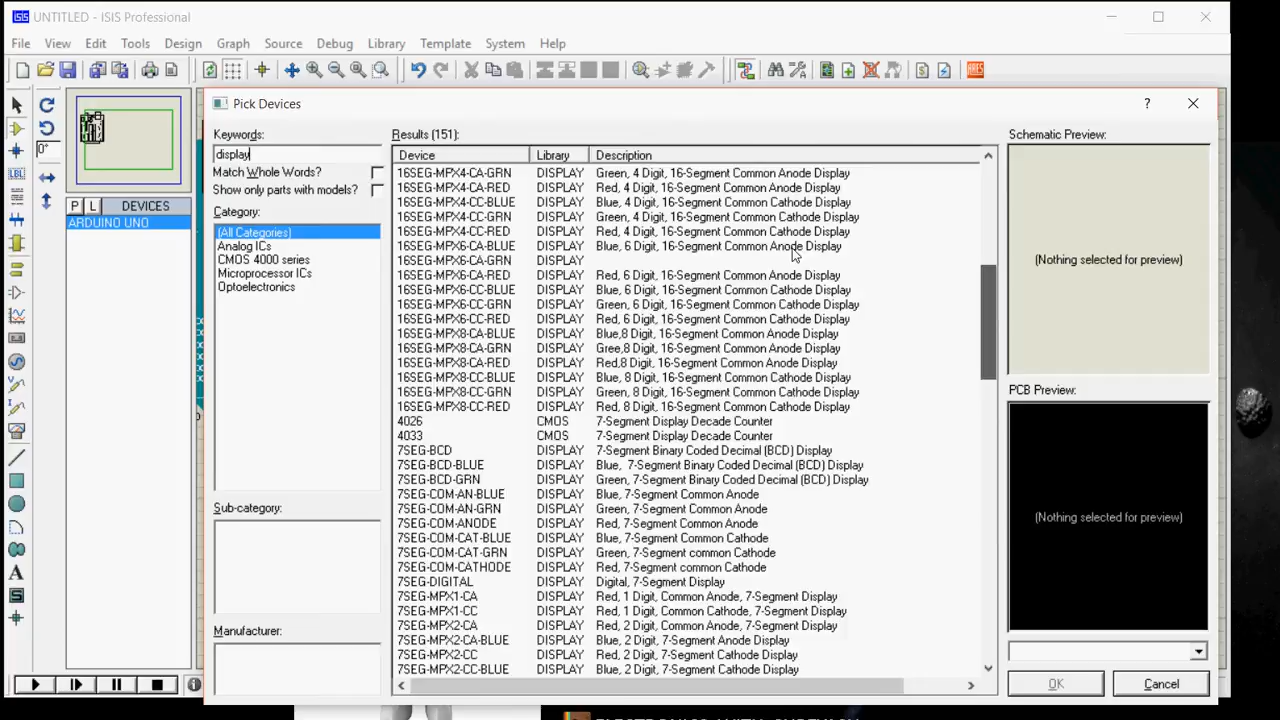 UNTITLED - ISIS Professional
File View Edit Tools Design Graph Source Debug Library Template System Help
ARES
Pick Devices
Keywords:
display
Match Whole Words?
Show only parts with models?
Category:
(All Categories)
Analog ICs
CMOS 4000 series
Microprocessor ICs
Optoelectronics
Sub-category:
Manufacturer:
0°
LBL
P L DEVICES
ARDUINO UNO
Results (151):
Device Library Description
16SEG-MPX4-CA-GRN DISPLAY Green, 4 Digit, 16-Segment Common Anode Display
16SEG-MPX4-CA-RED DISPLAY Red, 4 Digit, 16-Segment Common Anode Display
16SEG-MPX4-CC-BLUE DISPLAY Blue, 4 Digit, 16-Segment Common Cathode Display
16SEG-MPX4-CC-GRN DISPLAY Green, 4 Digit, 16-Segment Common Cathode Display
16SEG-MPX4-CC-RED DISPLAY Red, 4 Digit, 16-Segment Common Cathode Display
16SEG-MPX6-CA-BLUE DISPLAY Blue, 6 Digit, 16-Segment Common Anode Display
16SEG-MPX6-CA-GRN DISPLAY
16SEG-MPX6-CA-RED DISPLAY Red, 6 Digit, 16-Segment Common Anode Display
16SEG-MPX6-CC-BLUE DISPLAY Blue, 6 Digit, 16-Segment Common Cathode Display
16SEG-MPX6-CC-GRN DISPLAY Green, 6 Digit, 16-Segment Common Cathode Display
16SEG-MPX6-CC-RED DISPLAY Red, 6 Digit, 16-Segment Common Cathode Display
16SEG-MPX8-CA-BLUE DISPLAY Blue,8 Digit, 16-Segment Common Anode Display
16SEG-MPX8-CA-GRN DISPLAY Gree,8 Digit, 16-Segment Common Anode Display
16SEG-MPX8-CA-RED DISPLAY Red,8 Digit, 16-Segment Common Anode Display
16SEG-MPX8-CC-BLUE DISPLAY Blue, 8 Digit, 16-Segment Common Cathode Display
16SEG-MPX8-CC-GRN DISPLAY Green, 8 Digit, 16-Segment Common Cathode Display
16SEG-MPX8-CC-RED DISPLAY Red, 8 Digit, 16-Segment Common Cathode Display
4026 CMOS 7-Segment Display Decade Counter
4033 CMOS 7-Segment Display Decade Counter
7SEG-BCD DISPLAY 7-Segment Binary Coded Decimal (BCD) Display
7SEG-BCD-BLUE DISPLAY Blue, 7-Segment Binary Coded Decimal (BCD) Display
7SEG-BCD-GRN DISPLAY Green, 7-Segment Binary Coded Decimal (BCD) Display
7SEG-COM-AN-BLUE DISPLAY Blue, 7-Segment Common Anode
7SEG-COM-AN-GRN DISPLAY Green, 7-Segment Common Anode
7SEG-COM-ANODE DISPLAY Red, 7-Segment Common Anode
7SEG-COM-CAT-BLUE DISPLAY Blue, 7-Segment Common Cathode
7SEG-COM-CAT-GRN DISPLAY Green, 7-Segment common Cathode
7SEG-COM-CATHODE DISPLAY Red, 7-Segment common Cathode
7SEG-DIGITAL DISPLAY Digital, 7-Segment Display
7SEG-MPX1-CA DISPLAY Red, 1 Digit, Common Anode, 7-Segment Display
7SEG-MPX1-CC DISPLAY Red, 1 Digit, Common Cathode, 7-Segment Display
7SEG-MPX2-CA DISPLAY Red, 2 Digit, Common Anode, 7-Segment Display
7SEG-MPX2-CA-BLUE DISPLAY Blue, 2 Digit, 7-Segment Anode Display
7SEG-MPX2-CC DISPLAY Red, 2 Digit, 7-Segment Cathode Display
7SEG-MPX2-CC-BLUE DISPLAY Blue, 2 Digit, 7-Segment Cathode Display
Schematic Preview:
(Nothing selected for preview)
PCB Preview:
(Nothing selected for preview)
OK Cancel